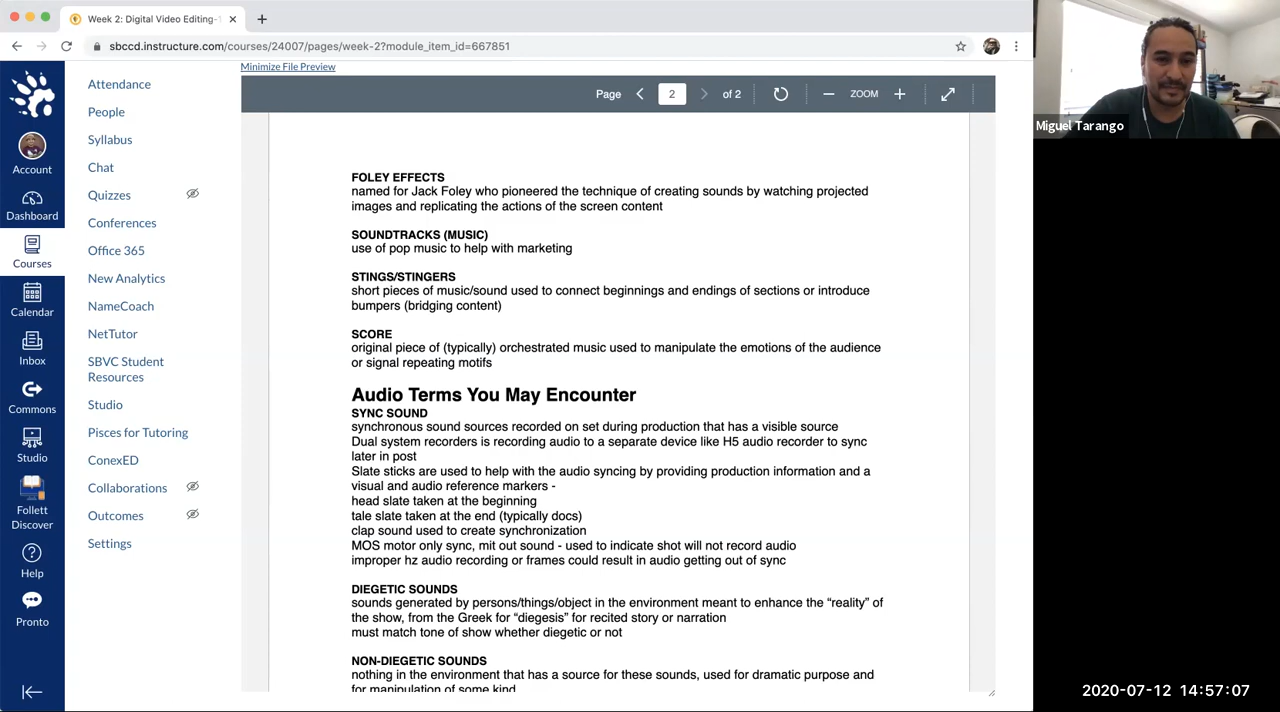 Week 2: Digital Video Editing-
sbccd.instructure.com/courses/24007/pages/week-2?module_item_id=667851
Account
Dashboard
Courses
Calendar
Inbox
Commons
Studio
Follett
Discover
Help
Pronto
Attendance
People
Syllabus
Chat
Quizzes
Conferences
Office 365
New Analytics
NameCoach
NetTutor
SBVC Student
Resources
Studio
Pisces for Tutoring
ConexED
Collaborations
Outcomes
Settings
Minimize File Preview
Page 2 of 2 ZOOM
FOLEY EFFECTS
named for Jack Foley who pioneered the technique of creating sounds by watching projected
images and replicating the actions of the screen content
SOUNDTRACKS (MUSIC)
use of pop music to help with marketing
STINGS/STINGERS
short pieces of music/sound used to connect beginnings and endings of sections or introduce
bumpers (bridging content)
SCORE
original piece of (typically) orchestrated music used to manipulate the emotions of the audience
or signal repeating motifs
Audio Terms You May Encounter
SYNC SOUND
synchronous sound sources recorded on set during production that has a visible source
Dual system recorders is recording audio to a separate device like H5 audio recorder to sync
later in post
Slate sticks are used to help with the audio syncing by providing production information and a
visual and audio reference markers -
head slate taken at the beginning
tale slate taken at the end (typically docs)
clap sound used to create synchronization
MOS motor only sync, mit out sound - used to indicate shot will not record audio
improper hz audio recording or frames could result in audio getting out of sync
DIEGETIC SOUNDS
sounds generated by persons/things/object in the environment meant to enhance the “reality” of
the show, from the Greek for “diegesis” for recited story or narration
must match tone of show whether diegetic or not
NON-DIEGETIC SOUNDS
nothing in the environment that has a source for these sounds, used for dramatic purpose and
for manipulation of some kind
Miguel Tarango
2020-07-12 14:57:07